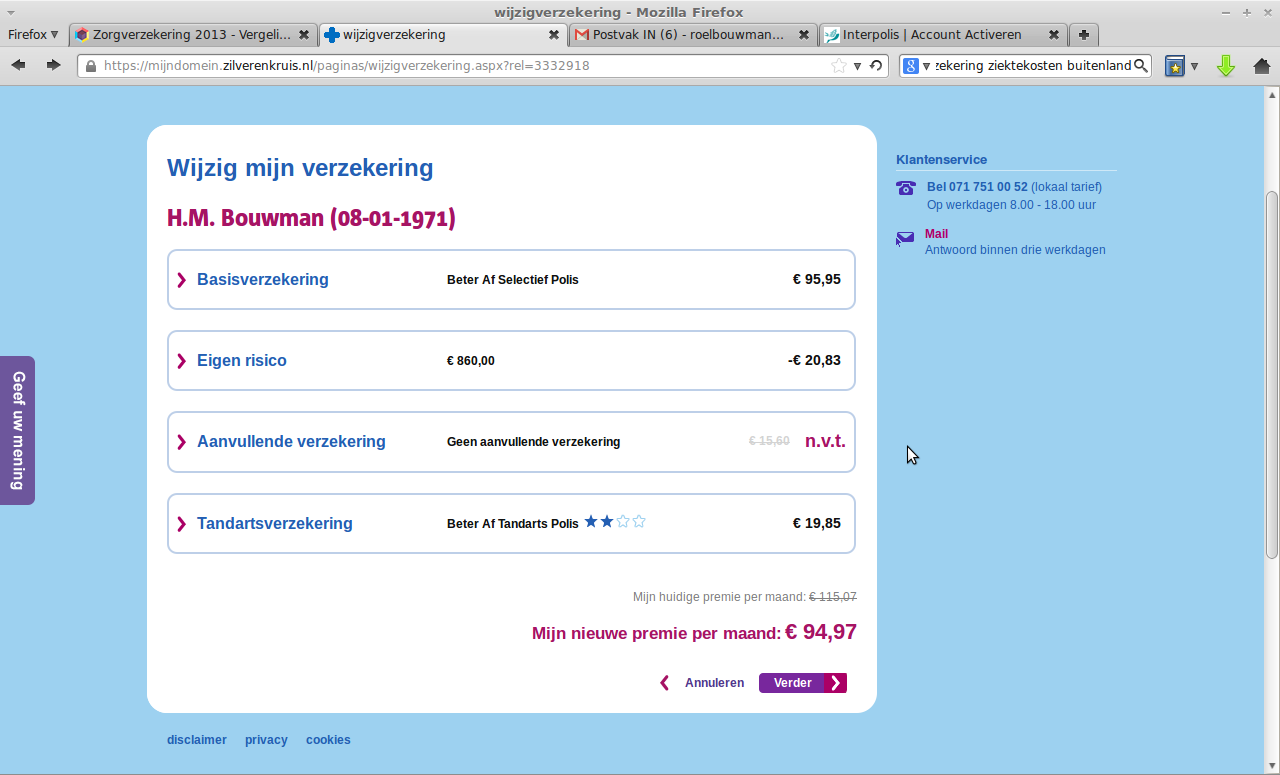 wijzigverzekering - Mozilla Firefox
Firefox
Zorgverzekering 2013 - Vergeli...
wijzigverzekering
Postvak IN (6) - roelbouwman...
Interpolis | Account Activeren
https://mijndomein.zilverenkruis.nl/paginas/wijzigverzekering.aspx?rel=3332918
:zekering ziektekosten buitenland
Wijzig mijn verzekering
H.M. Bouwman (08-01-1971)
Basisverzekering Beter Af Selectief Polis € 95,95
Eigen risico € 860,00 -€ 20,83
Aanvullende verzekering Geen aanvullende verzekering € 15,60 n.v.t.
Tandartsverzekering Beter Af Tandarts Polis € 19,85
Mijn huidige premie per maand: € 115,07
Mijn nieuwe premie per maand: € 94,97
Annuleren Verder
disclaimer privacy cookies
Klantenservice
Bel 071 751 00 52 (lokaal tarief)
Op werkdagen 8.00 - 18.00 uur
Mail
Antwoord binnen drie werkdagen
Geef uw mening